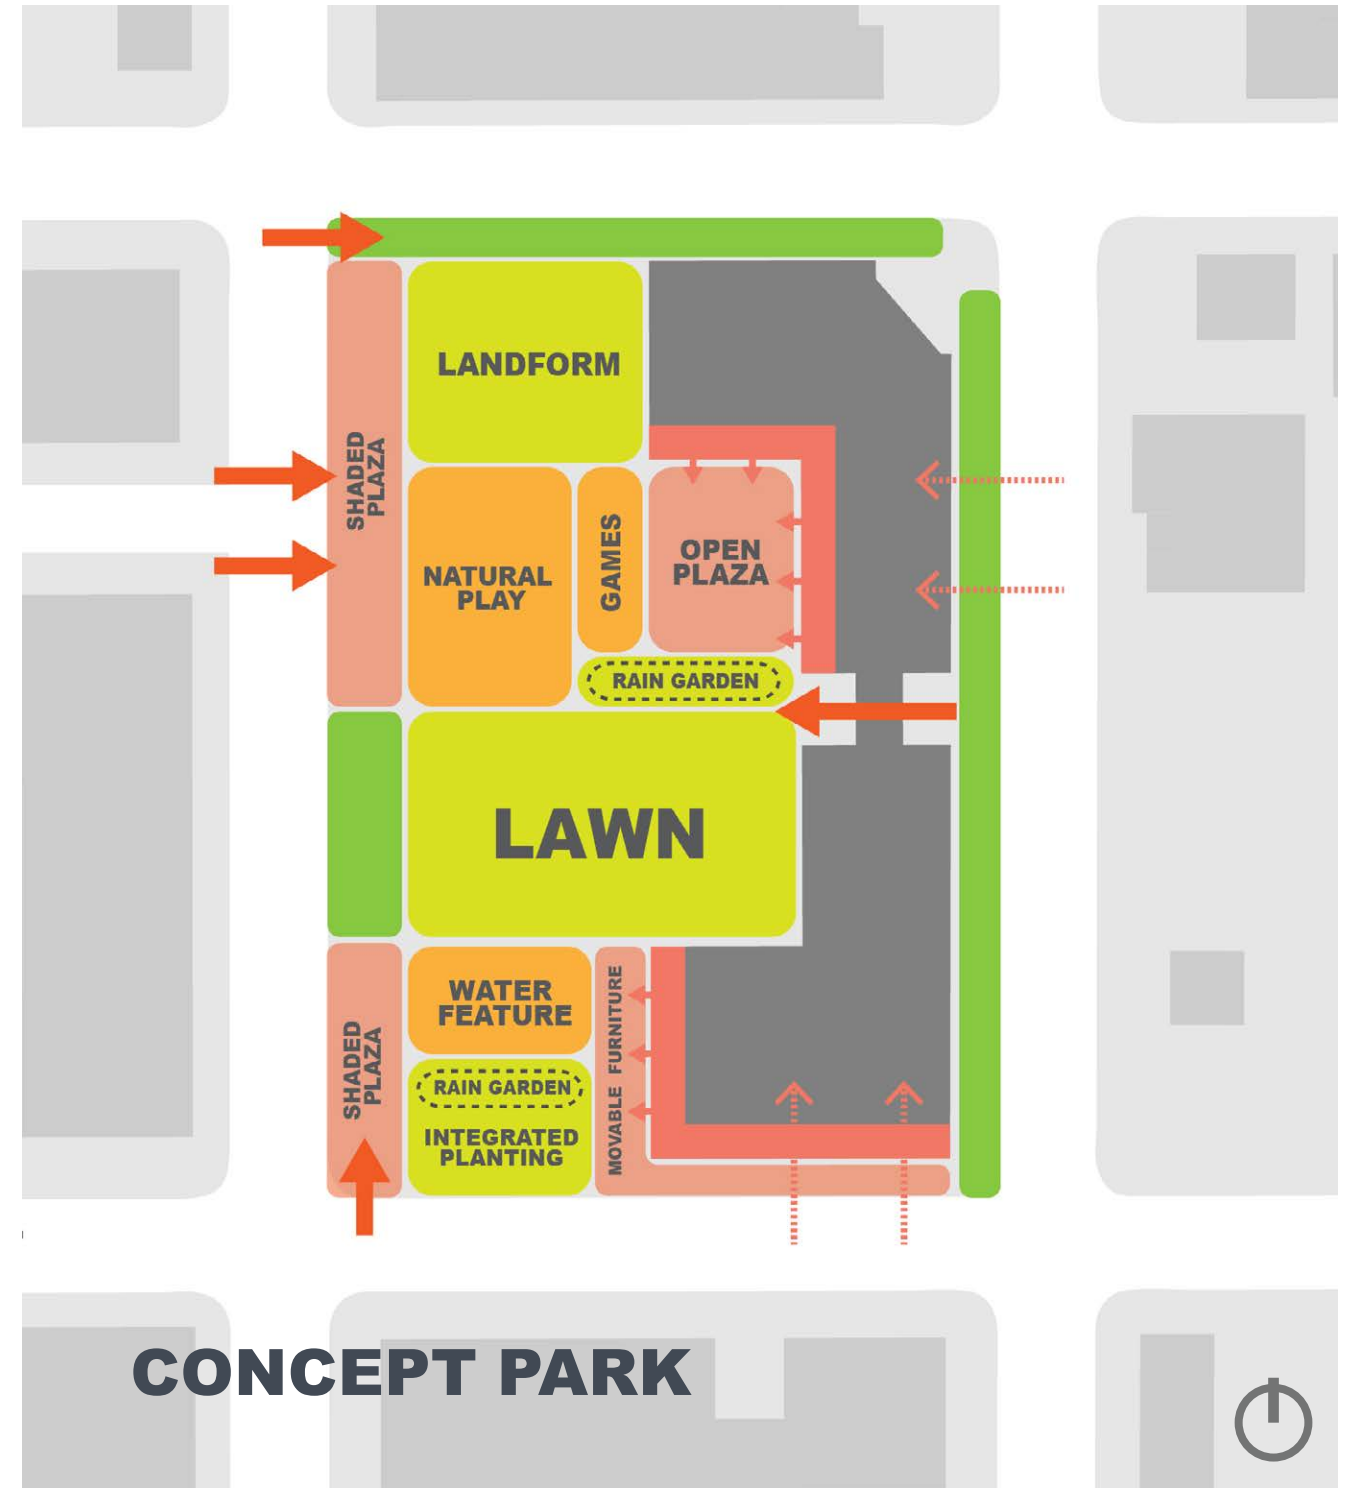 LANDFORM
SHADED
PLAZA
NATURAL
PLAY
GAMES
OPEN
PLAZA
RAIN GARDEN
LAWN
WATER
FEATURE
MOVABLE FURNITURE
SHADED
PLAZA
RAIN GARDEN
INTEGRATED
PLANTING
CONCEPT PARK